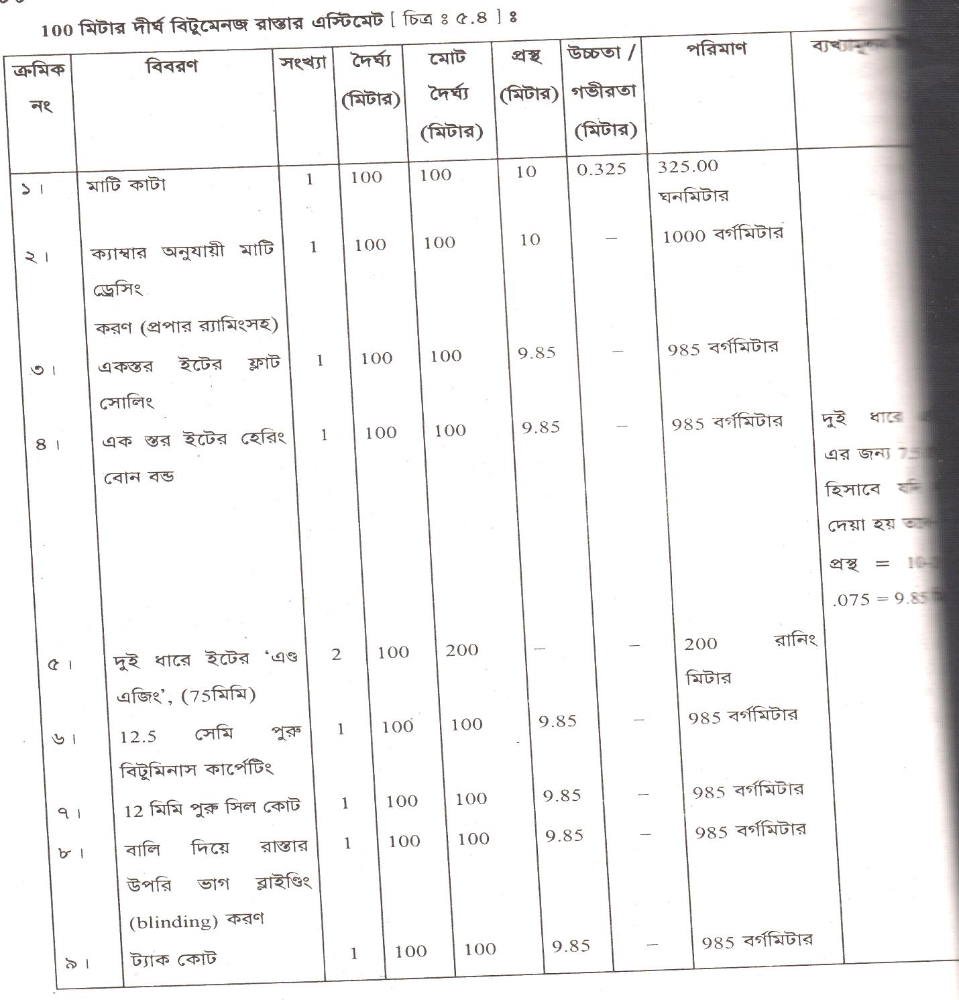 100 মিটার দীর্ঘ বিটুমেনজ রাস্তার এস্টিমেট [ চিত্র ঃ ৫.৪ ] ঃ
ক্রমিক নং বিবরণ সংখ্যা দৈর্ঘ্য (মিটার) মোট দৈর্ঘ্য (মিটার) প্রস্থ (মিটার) উচ্চতা / গভীরতা (মিটার) পরিমাণ
১। মাটি কাটা 1 100 100 10 0.325 325.00
ঘনমিটার
২। ক্যাম্বার অনুযায়ী মাটি 1 100 100 10 – 1000 বর্গমিটার
ড্রেসিং
করণ (প্রপার র‍্যামিংসহ)
৩। একস্তর ইটের ফ্লাট 1 100 100 9.85 – 985 বর্গমিটার
সোলিং
৪। এক স্তর ইটের হেরিং 1 100 100 9.85 – 985 বর্গমিটার দুই ধারে
বোন বন্ড এর জন্য
হিসাবে
দেয়া হয়
প্রস্থ =
.075 = 9.85
৫। দুই ধারে ইটের ‘এণ্ড 2 100 200 – – 200 রানিং
এজিং’, (75মিমি) মিটার
৬। 12.5 সেমি পুরু 1 100 100 9.85 – 985 বর্গমিটার
বিটুমিনাস কার্পেটিং
৭। 12 মিমি পুরু সিল কোট 1 100 100 9.85 – 985 বর্গমিটার
৮। বালি দিয়ে রাস্তার 1 100 100 9.85 – 985 বর্গমিটার
উপরি ভাগ ব্লাইণ্ডিং
(blinding) করণ
৯। ট্যাক কোট 1 100 100 9.85 – 985 বর্গমিটার